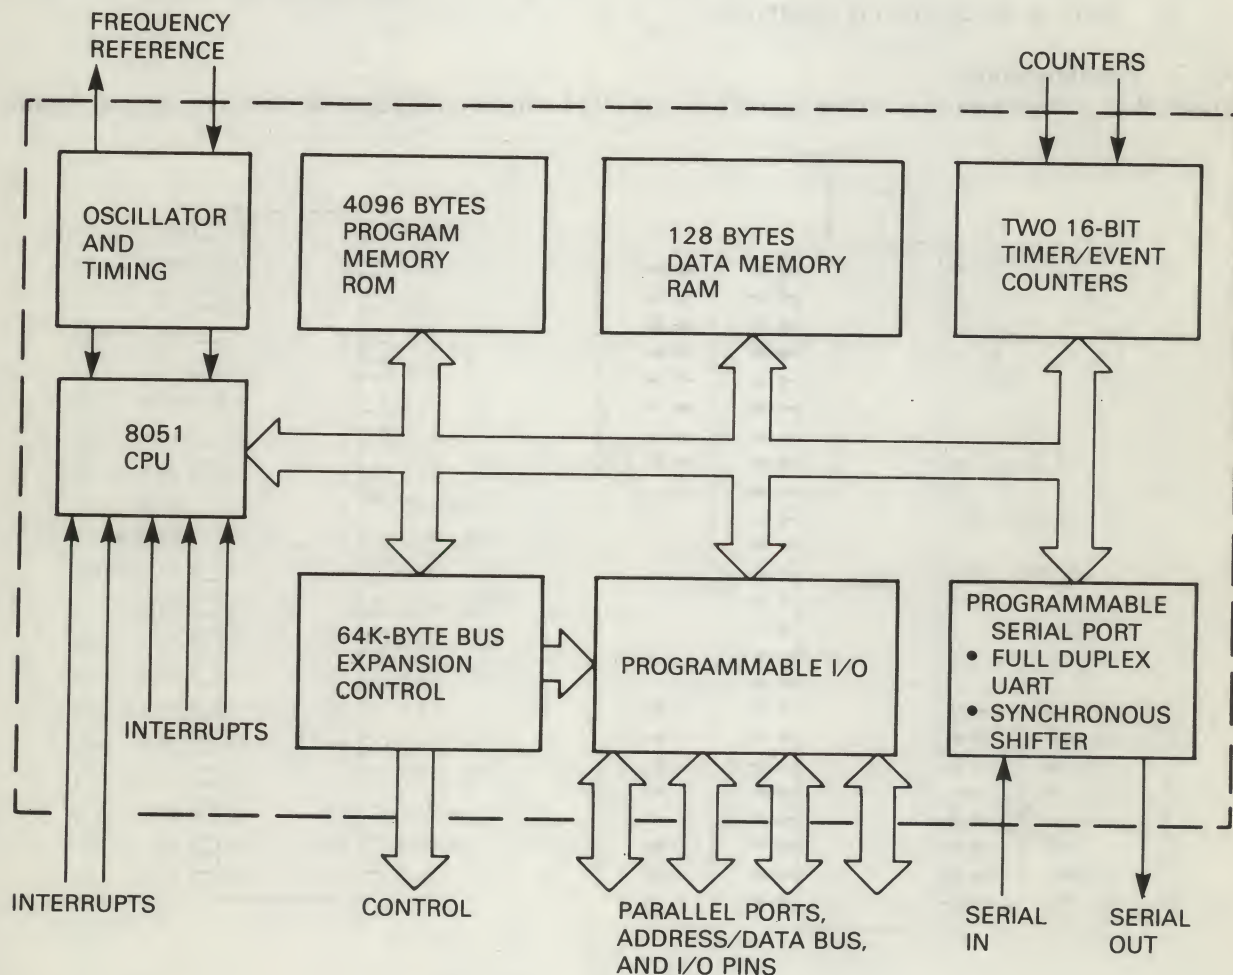 FREQUENCY
REFERENCE
COUNTERS
OSCILLATOR
AND
TIMING
4096 BYTES
PROGRAM
MEMORY
ROM
128 BYTES
DATA MEMORY
RAM
TWO 16-BIT
TIMER/EVENT
COUNTERS
8051
CPU
64K-BYTE BUS
EXPANSION
CONTROL
PROGRAMMABLE I/O
PROGRAMMABLE
SERIAL PORT
• FULL DUPLEX
UART
• SYNCHRONOUS
SHIFTER
INTERRUPTS
INTERRUPTS
CONTROL
PARALLEL PORTS,
ADDRESS/DATA BUS,
AND I/O PINS
SERIAL
IN
SERIAL
OUT